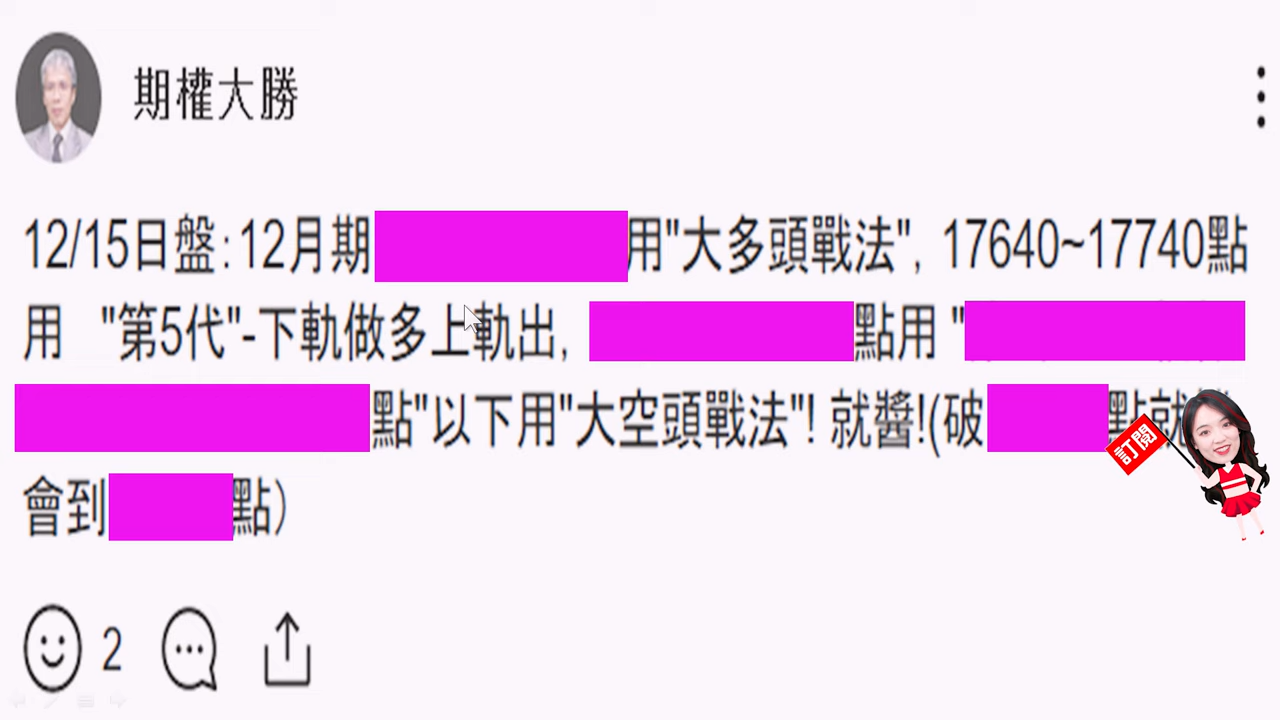 期權大勝
12/15日盤:12月期 用"大多頭戰法", 17640~17740點
用 "第5代"-下軌做多上軌出, 點用 "
點"以下用"大空頭戰法"! 就醬!(破 點就
訂閱
會到 點)
2